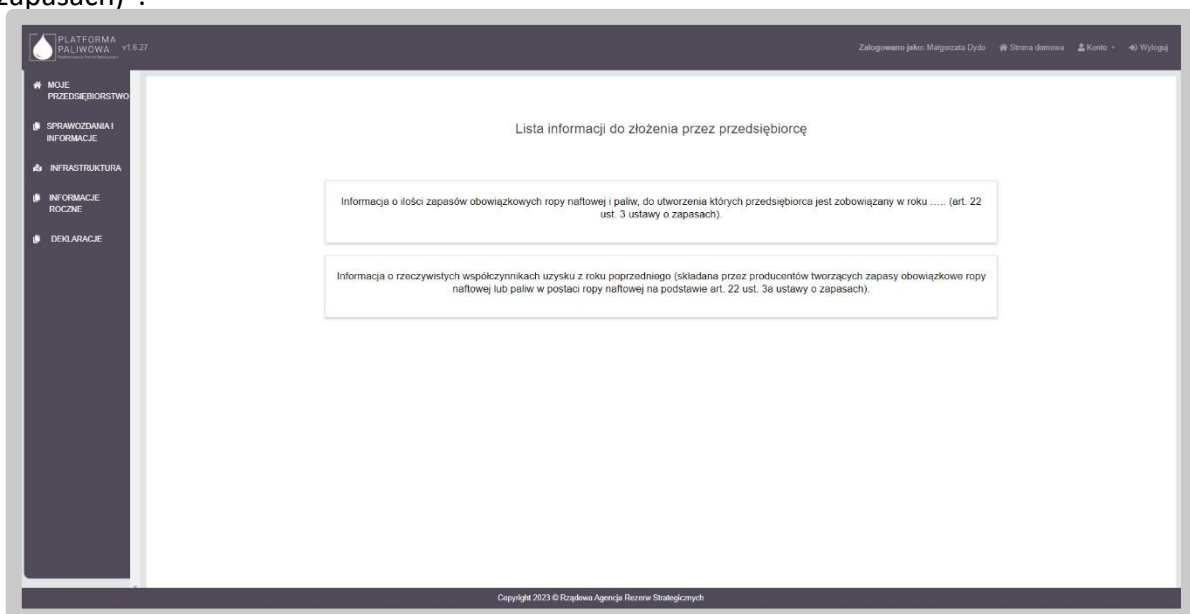 zapasach)".
PLATFORMA
PALIWOWA v1.6.27
Zalogowano jako: Małgorzata Dydo Strona domowa Konto Wyloguj
MOJE
PRZEDSIĘBIORSTWO
SPRAWOZDANIA I
INFORMACJE
INFRASTRUKTURA
INFORMACJE
ROCZNE
DEKLARACJE
Lista informacji do złożenia przez przedsiębiorcę
Informacja o ilości zapasów obowiązkowych ropy naftowej i paliw, do utworzenia których przedsiębiorca jest zobowiązany w roku ..... (art. 22
ust. 3 ustawy o zapasach).
Informacja o rzeczywistych współczynnikach uzysku z roku poprzedniego (składana przez producentów tworzących zapasy obowiązkowe ropy
naftowej lub paliw w postaci ropy naftowej na podstawie art. 22 ust. 3a ustawy o zapasach).
Copyright 2023 © Rządowa Agencja Rezerw Strategicznych